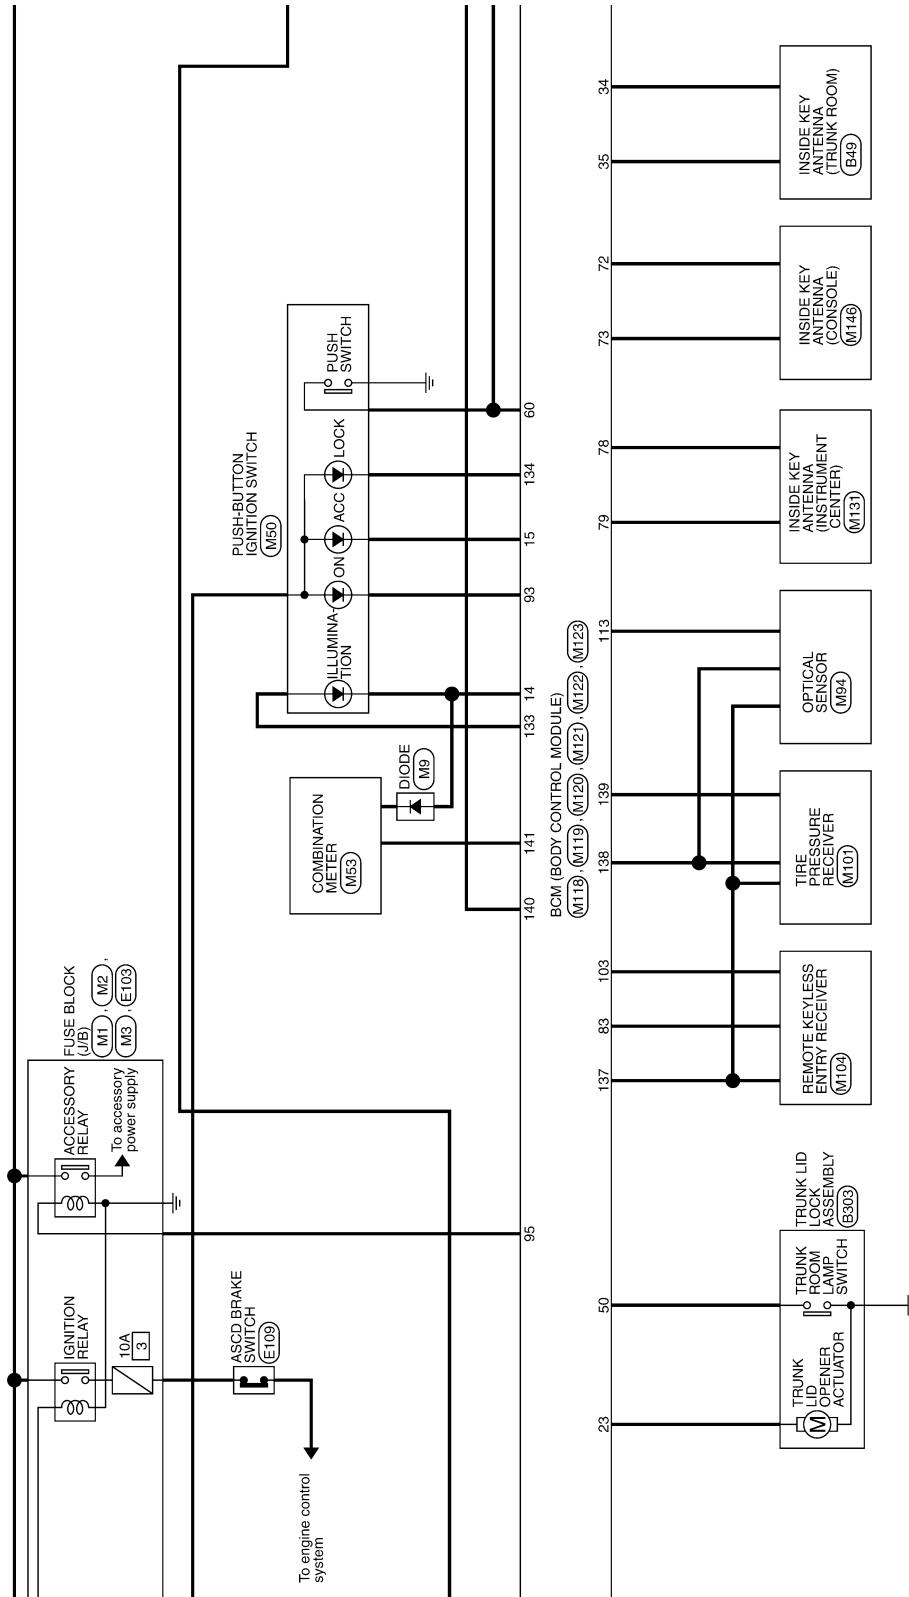 To engine control
system
IGNITION
RELAY
10A
3
ASCD BRAKE
SWITCH
E109
ACCESSORY
RELAY
To accessory
power supply
FUSE BLOCK
(J/B)
M1 , M2 ,
M3 , E103
COMBINATION
METER
M53
DIODE
M9
PUSH-BUTTON
IGNITION SWITCH
M50
ILLUMINA-
TION
ON
ACC
LOCK
PUSH
SWITCH
95
140
141
133
14
93
15
134
60
BCM (BODY CONTROL MODULE)
M118 , M119 , M120 , M121 , M122 , M123
23
50
137
83
103
138
139
113
79
78
73
72
35
34
TRUNK
LID
OPENER
ACTUATOR
M
TRUNK
ROOM
LAMP
SWITCH
TRUNK LID
LOCK
ASSEMBLY
B303
REMOTE KEYLESS
ENTRY RECEIVER
M104
TIRE
PRESSURE
RECEIVER
M101
OPTICAL
SENSOR
M94
INSIDE KEY
ANTENNA
(INSTRUMENT
CENTER)
M131
INSIDE KEY
ANTENNA
(CONSOLE)
M146
INSIDE KEY
ANTENNA
(TRUNK ROOM)
B49